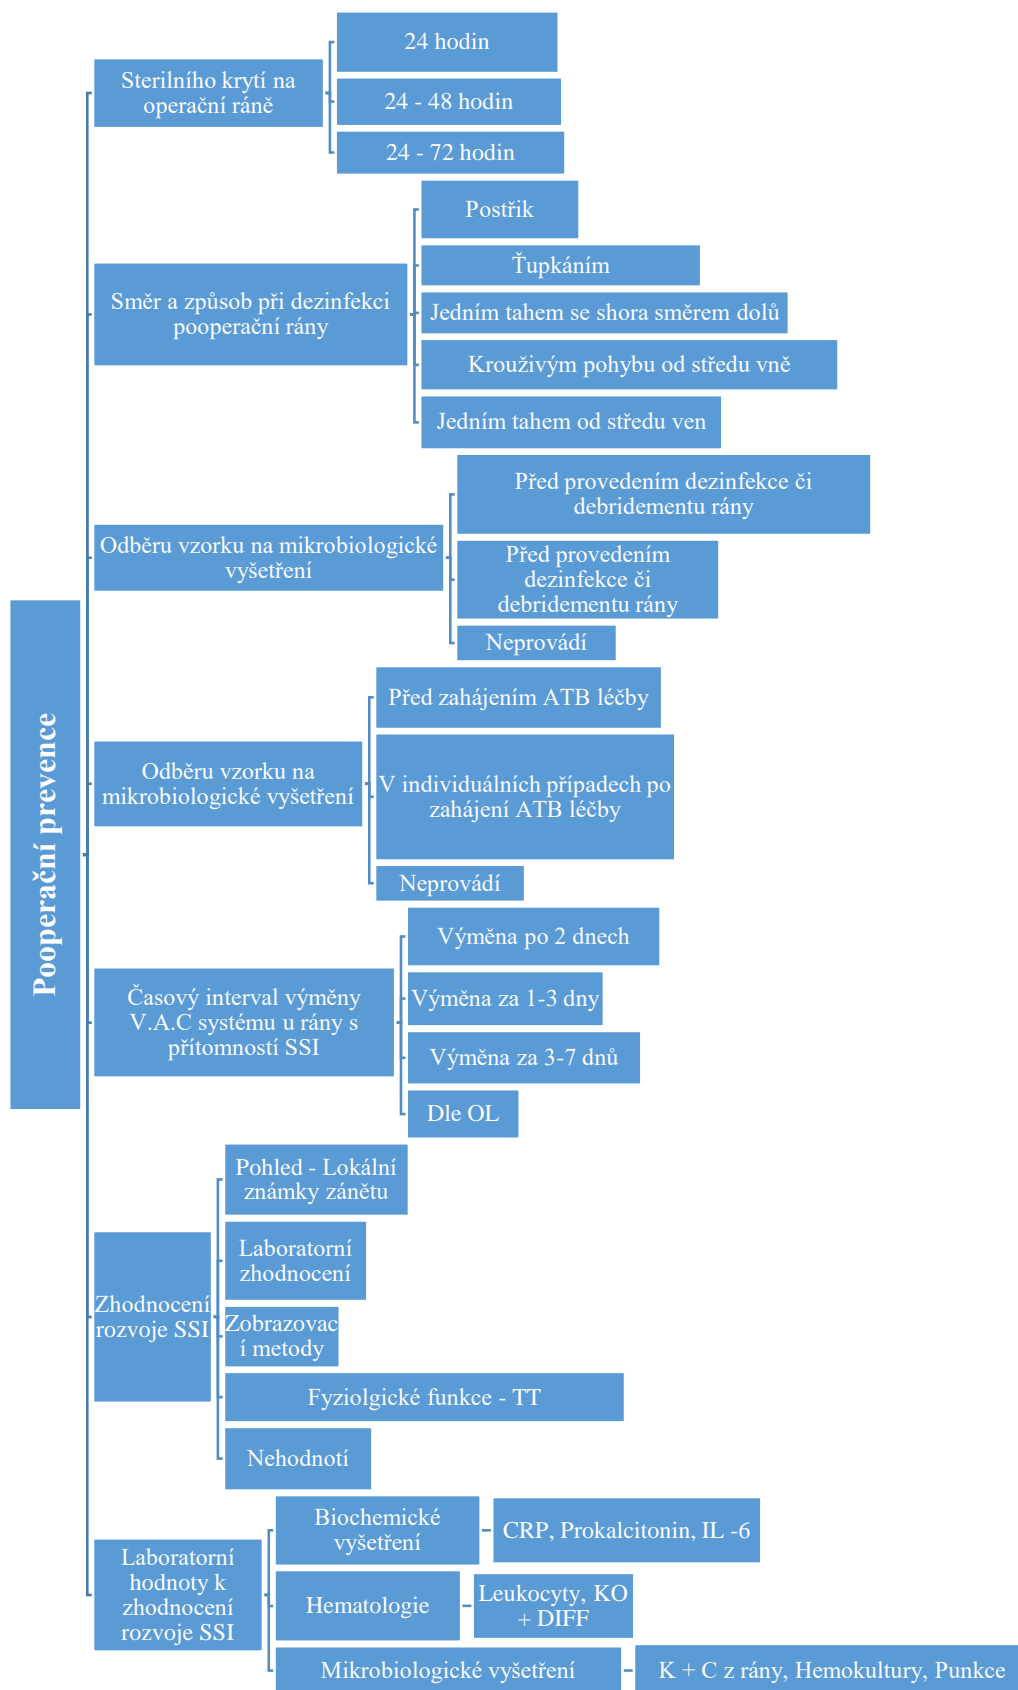 Pooperační prevence
Sterilního krytí na
operační ráně
24 hodin
24 - 48 hodin
24 - 72 hodin
Směr a způsob při dezinfekci
pooperační rány
Postřik
Ťupkáním
Jedním tahem se shora směrem dolů
Krouživým pohybu od středu vně
Jedním tahem od středu ven
Odběru vzorku na mikrobiologické
vyšetření
Před provedením dezinfekce či
debridementu rány
Před provedením
dezinfekce či
debridementu rány
Neprovádí
Odběru vzorku na
mikrobiologické vyšetření
Před zahájením ATB léčby
V individuálních případech po
zahájení ATB léčby
Neprovádí
Časový interval výměny
V.A.C systému u rány s
přítomností SSI
Výměna po 2 dnech
Výměna za 1-3 dny
Výměna za 3-7 dnů
Dle OL
Zhodnocení
rozvoje SSI
Pohled - Lokální
známky zánětu
Laboratorní
zhodnocení
Zobrazovac
í metody
Fyziolgické funkce - TT
Nehodnotí
Laboratorní
hodnoty k
zhodnocení
rozvoje SSI
Biochemické
vyšetření
CRP, Prokalcitonin, IL -6
Hematologie
Leukocyty, KO
+ DIFF
Mikrobiologické vyšetření
K + C z rány, Hemokultury, Punkce